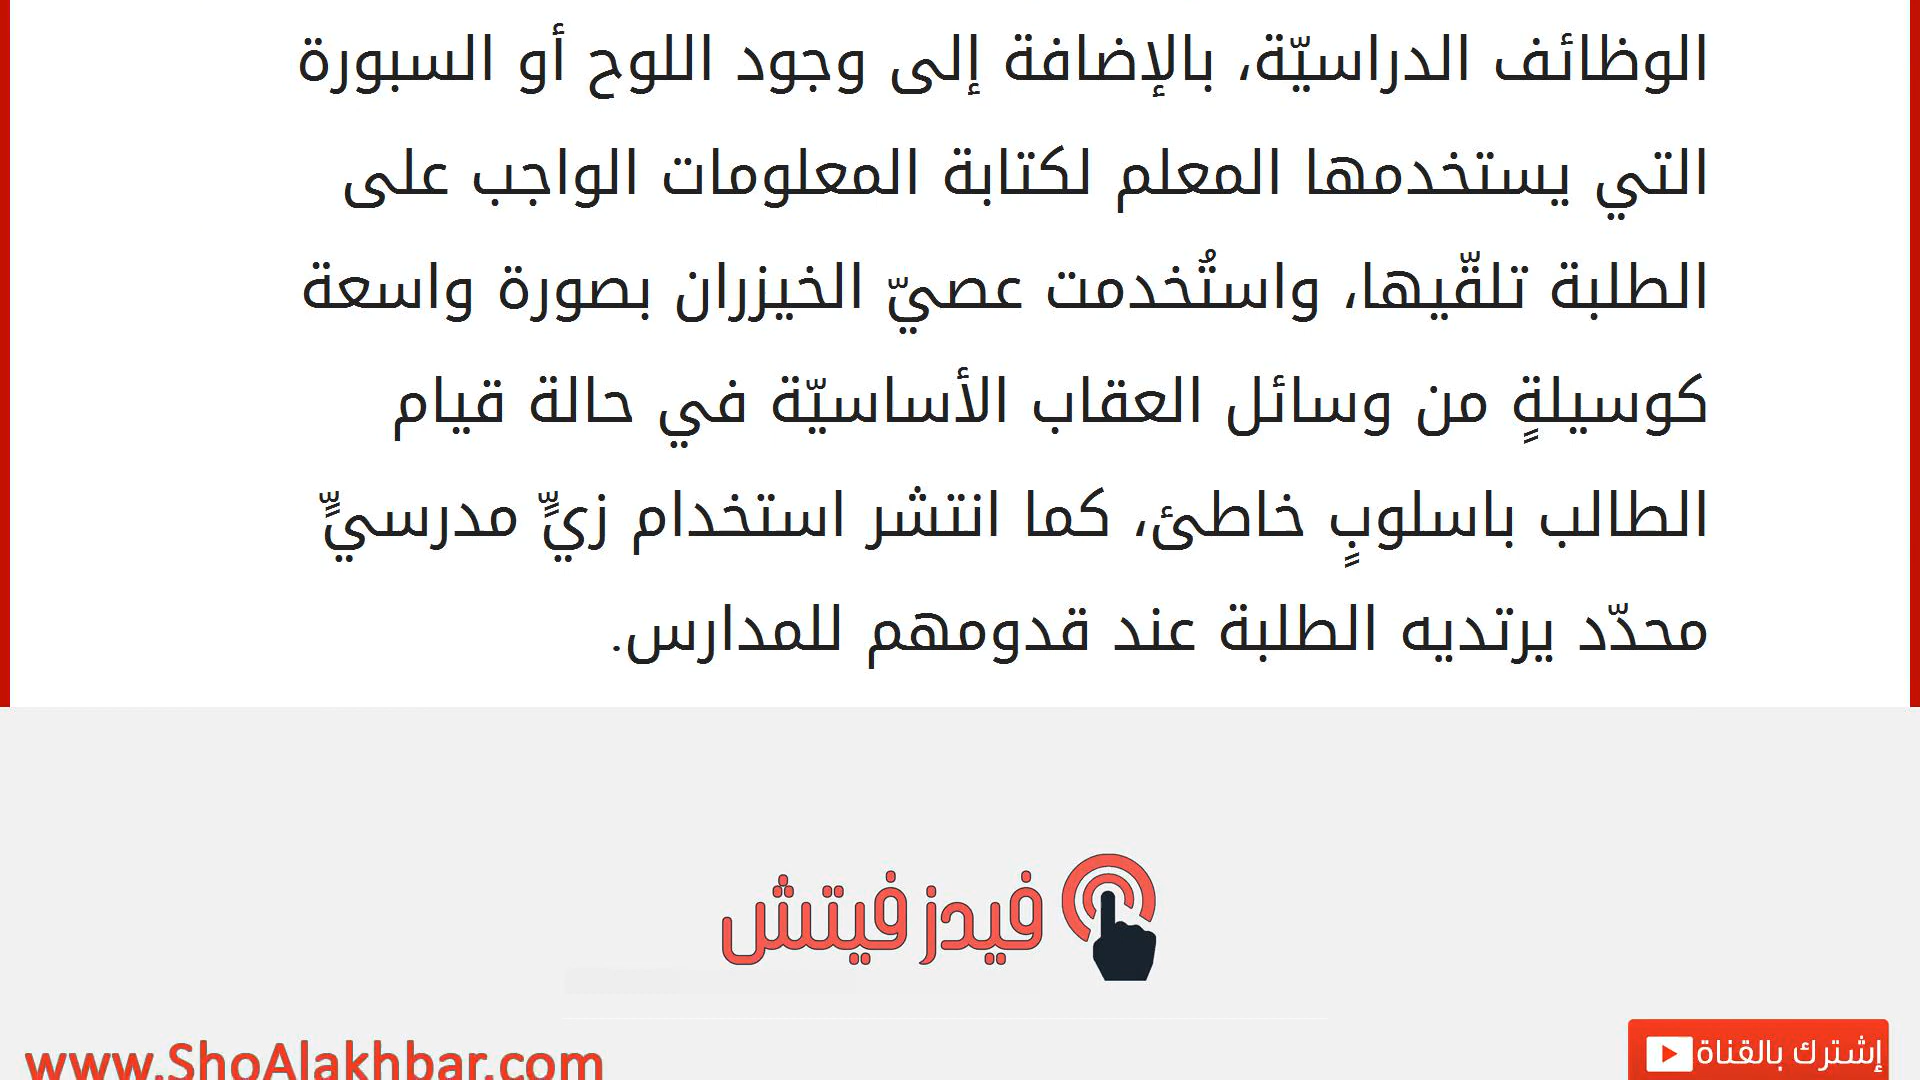 الوظائف الدراسيّة، بالإضافة إلى وجود اللوح أو السبورة
التي يستخدمها المعلم لكتابة المعلومات الواجب على
الطلبة تلقّيها، واستُخدمت عصيّ الخيزران بصورة واسعة
كوسيلةٍ من وسائل العقاب الأساسيّة في حالة قيام
الطالب باسلوبٍ خاطئ، كما انتشر استخدام زيٍّ مدرسيٍّ
محدّد يرتديه الطلبة عند قدومهم للمدارس.
فيدز فيتش
www.ShoAlakhbar.com
إشترك بالقناة